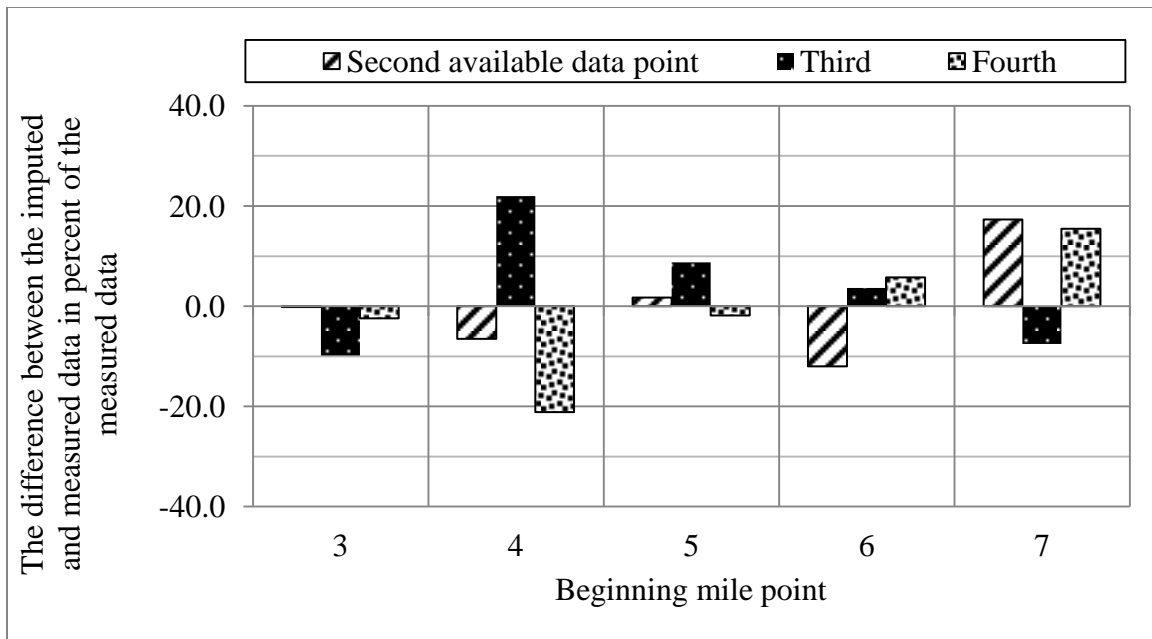 The difference between the imputed
and measured data in percent of the
measured data
Second available data point Third Fourth
40.0
20.0
0.0
-20.0
-40.0
3 4 5 6 7
Beginning mile point